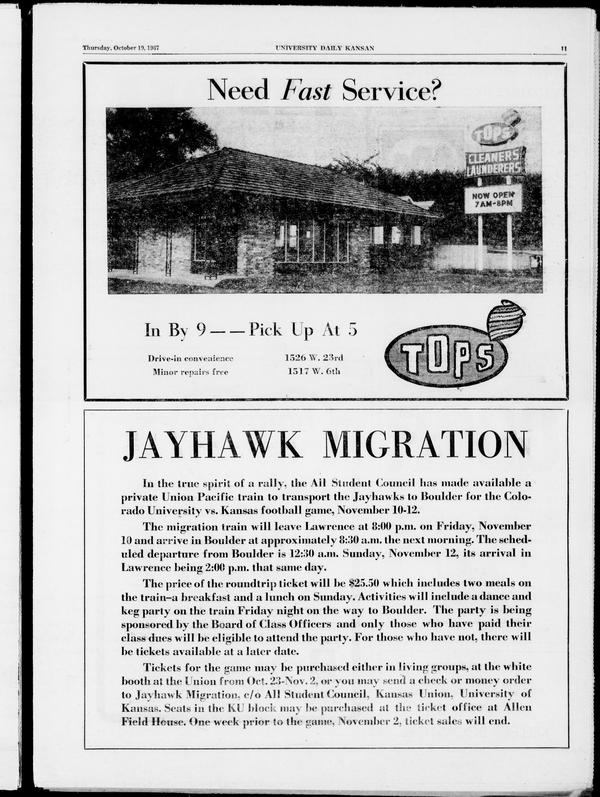 Thursday, October 19, 1967 UNIVERSITY DAILY KANSAN 11
Need Fast Service?
TOPS
CLEANERS
LAUNDERERS
NOW OPEN
7AM-8PM
In By 9——Pick Up At 5
Drive-in convenience 1526 W. 23rd
Minor repairs free 1517 W. 6th
TOPS
JAYHAWK MIGRATION
In the true spirit of a rally, the All Student Council has made available a
private Union Pacific train to transport the Jayhawks to Boulder for the Colo-
rado University vs. Kansas football game, November 10-12.
The migration train will leave Lawrence at 8:00 p.m. on Friday, November
10 and arrive in Boulder at approximately 8:30 a.m. the next morning. The sched-
uled departure from Boulder is 12:30 a.m. Sunday, November 12, its arrival in
Lawrence being 2:00 p.m. that same day.
The price of the roundtrip ticket will be $25.50 which includes two meals on
the train—a breakfast and a lunch on Sunday. Activities will include a dance and
keg party on the train Friday night on the way to Boulder. The party is being
sponsored by the Board of Class Officers and only those who have paid their
class dues will be eligible to attend the party. For those who have not, there will
be tickets available at a later date.
Tickets for the game may be purchased either in living groups, at the white
booth at the Union from Oct. 23-Nov. 2, or you may send a check or money order
to Jayhawk Migration, c/o All Student Council, Kansas Union, University of
Kansas. Seats in the KU block may be purchased at the ticket office at Allen
Field House. One week prior to the game, November 2, ticket sales will end.